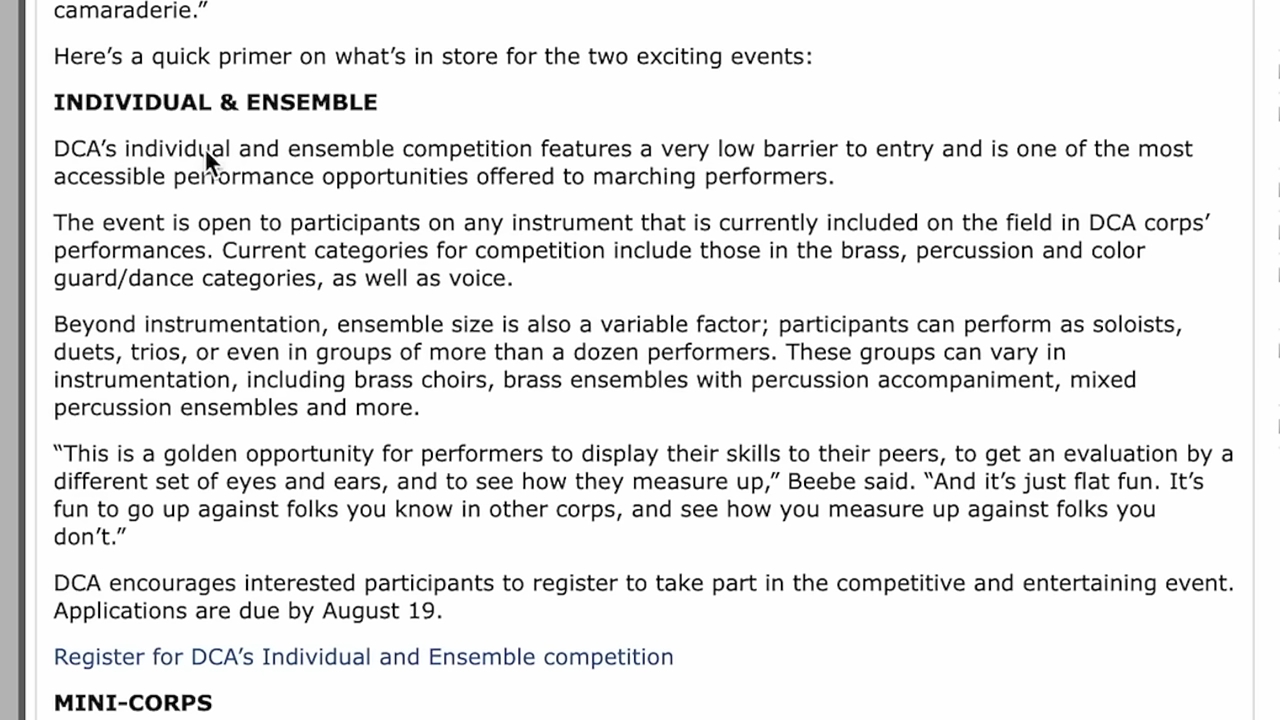 camaraderie.”
Here’s a quick primer on what’s in store for the two exciting events:
INDIVIDUAL & ENSEMBLE
DCA’s individual and ensemble competition features a very low barrier to entry and is one of the most
accessible performance opportunities offered to marching performers.
The event is open to participants on any instrument that is currently included on the field in DCA corps’
performances. Current categories for competition include those in the brass, percussion and color
guard/dance categories, as well as voice.
Beyond instrumentation, ensemble size is also a variable factor; participants can perform as soloists,
duets, trios, or even in groups of more than a dozen performers. These groups can vary in
instrumentation, including brass choirs, brass ensembles with percussion accompaniment, mixed
percussion ensembles and more.
“This is a golden opportunity for performers to display their skills to their peers, to get an evaluation by a
different set of eyes and ears, and to see how they measure up,” Beebe said. “And it’s just flat fun. It’s
fun to go up against folks you know in other corps, and see how you measure up against folks you
don’t.”
DCA encourages interested participants to register to take part in the competitive and entertaining event.
Applications are due by August 19.
Register for DCA’s Individual and Ensemble competition
MINI-CORPS